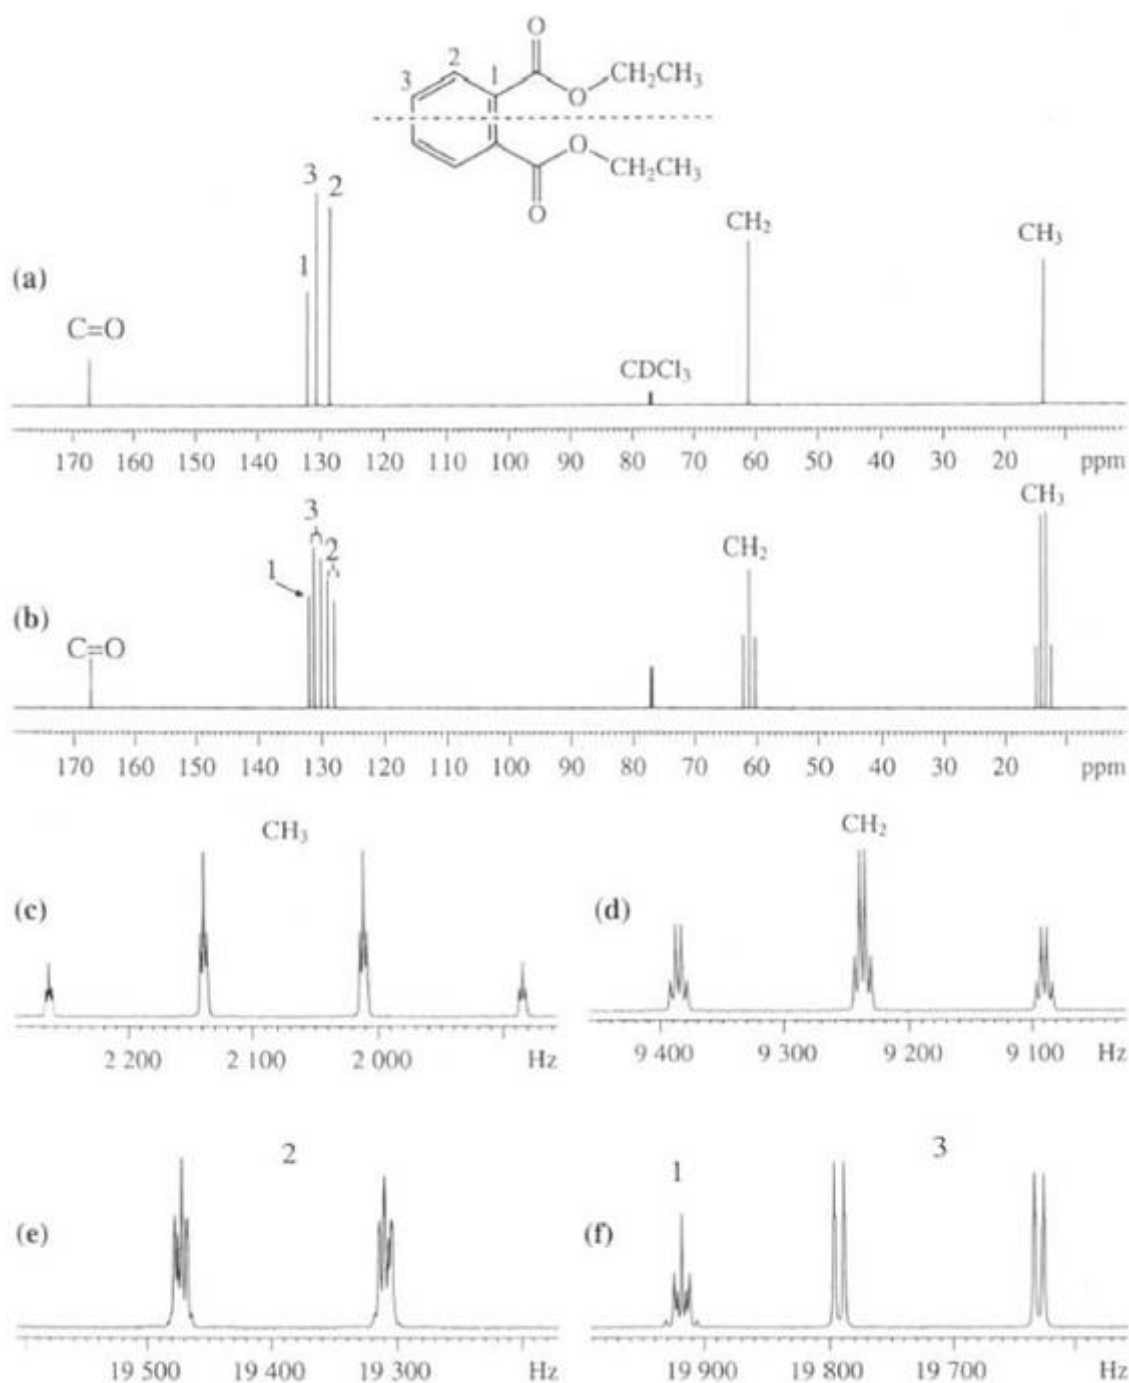 O
2
1
3
O
CH₂CH₃
O
CH₂CH₃
O
3
2
1
CH₂
CH₃
(a)
C=O
CDCl₃
170 160 150 140 130 120 110 100 90 80 70 60 50 40 30 20 ppm
3
CH₃
2
CH₂
1
(b)
C=O
170 160 150 140 130 120 110 100 90 80 70 60 50 40 30 20 ppm
CH₃
CH₂
(c)
(d)
2 200 2 100 2 000 Hz
9 400 9 300 9 200 9 100 Hz
2
1
3
(e)
(f)
19 500 19 400 19 300 Hz
19 900 19 800 19 700 Hz